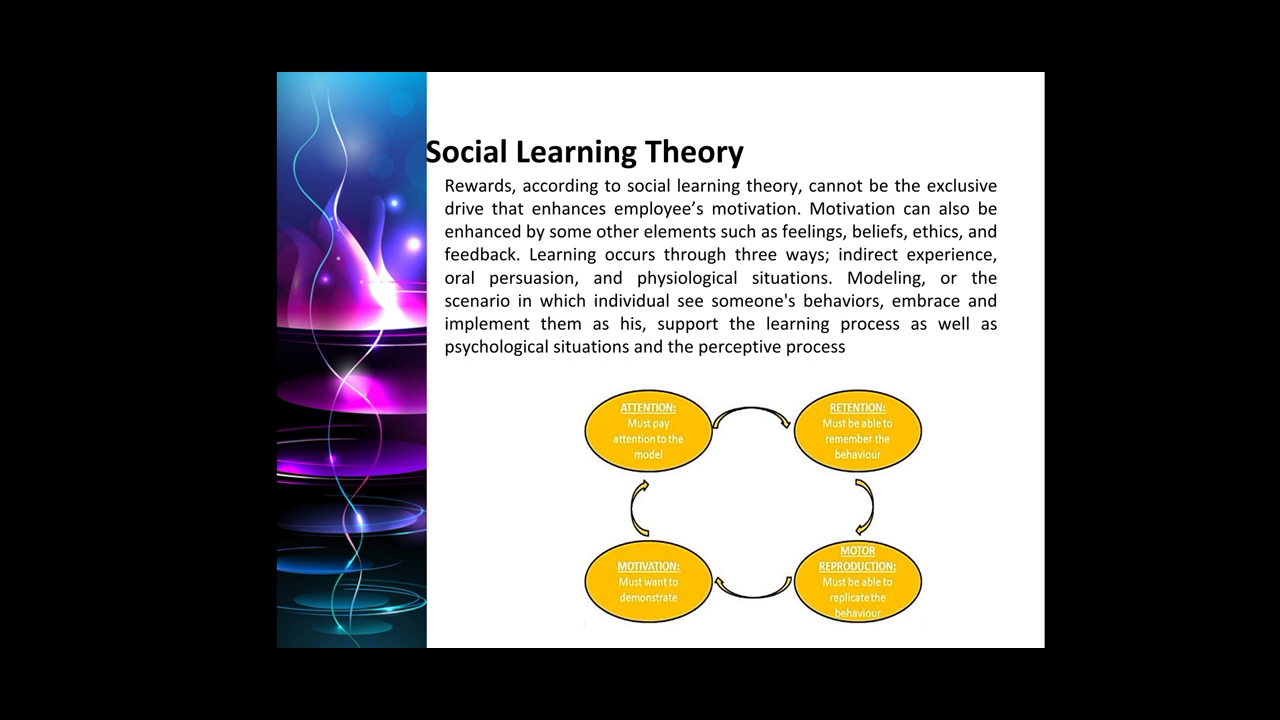 Social Learning Theory
Rewards, according to social learning theory, cannot be the exclusive
drive that enhances employee’s motivation. Motivation can also be
enhanced by some other elements such as feelings, beliefs, ethics, and
feedback. Learning occurs through three ways; indirect experience,
oral persuasion, and physiological situations. Modeling, or the
scenario in which individual see someone's behaviors, embrace and
implement them as his, support the learning process as well as
psychological situations and the perceptive process
ATTENTION:
Must pay
attention to the
model
RETENTION:
Must be able to
remember the
behaviour
MOTIVATION:
Must want to
demonstrate
MOTOR
REPRODUCTION:
Must be able to
replicate the
behaviour